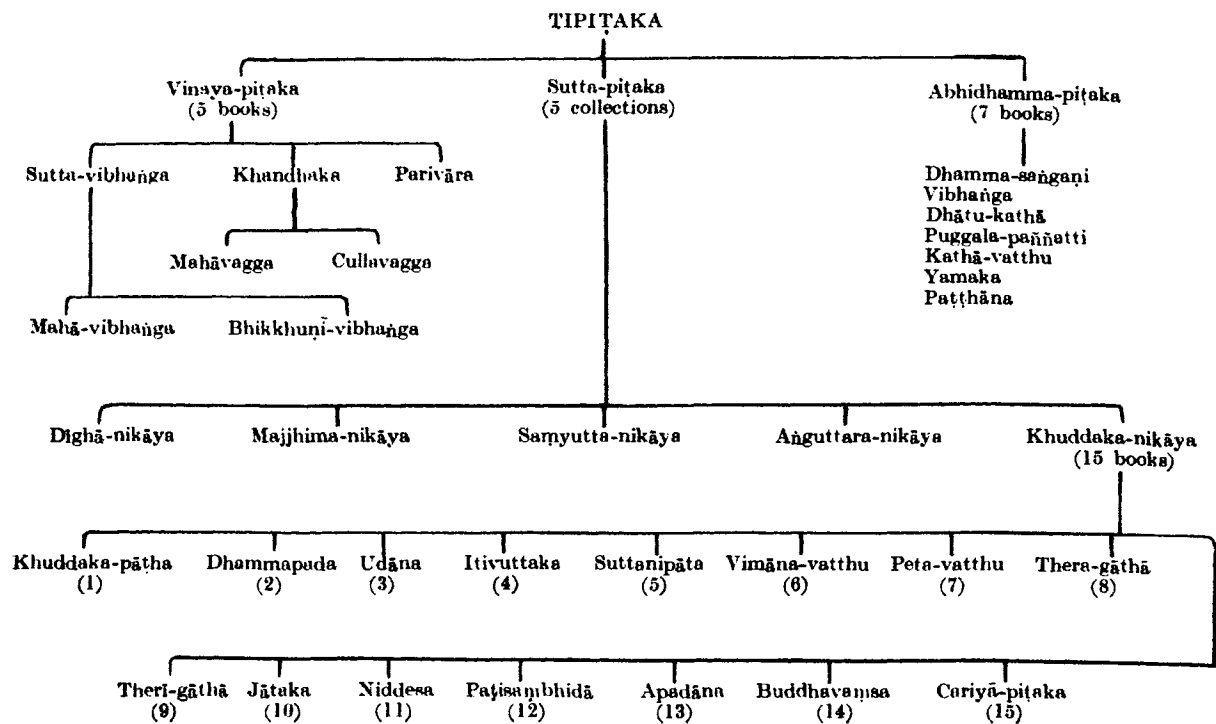 TIPIṬAKA
Vinaya-piṭaka
(5 books)
Sutta-piṭaka
(5 collections)
Abhidhamma-piṭaka
(7 books)
Sutta-vibhaṅga
Khandhaka
Parivāra
Dhamma-saṅgaṇi
Vibhaṅga
Dhātu-kathā
Puggala-paññatti
Kathā-vatthu
Yamaka
Paṭṭhāna
Mahāvagga
Cullavagga
Mahā-vibhaṅga
Bhikkhuṇī-vibhaṅga
Dīghā-nikāya
Majjhima-nikāya
Saṃyutta-nikāya
Aṅguttara-nikāya
Khuddaka-nikāya
(15 books)
Khuddaka-pāṭha
(1)
Dhammapada
(2)
Udāna
(3)
Itivuttaka
(4)
Suttanipāta
(5)
Vimāna-vatthu
(6)
Peta-vatthu
(7)
Thera-gāthā
(8)
Therī-gāthā
(9)
Jātaka
(10)
Niddesa
(11)
Paṭisambhidā
(12)
Apadāna
(13)
Buddhavaṃsa
(14)
Cariyā-piṭaka
(15)